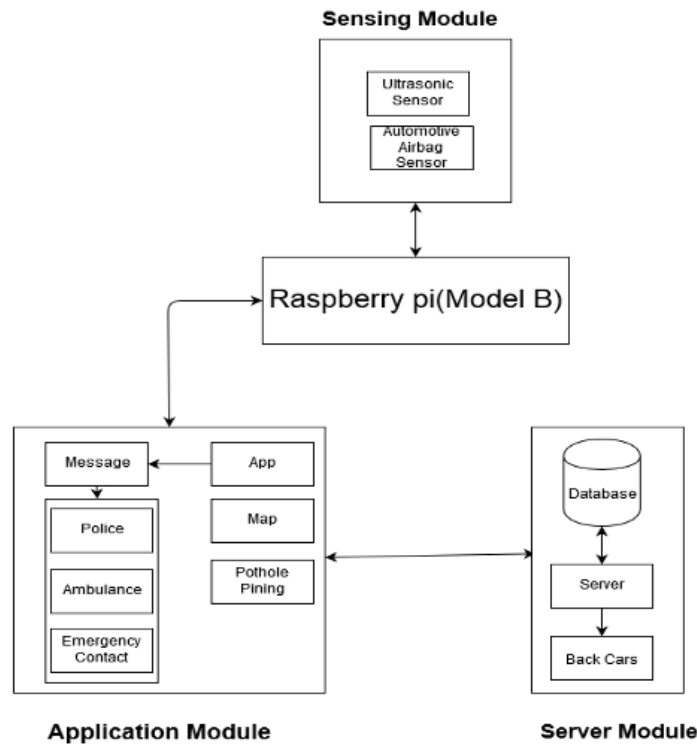 Sensing Module
Ultrasonic
Sensor
Automotive
Airbag
Sensor
Raspberry pi(Model B)
Message
App
Police
Map
Ambulance
Pothole
Pining
Emergency
Contact
Database
Server
Back Cars
Application Module
Server Module